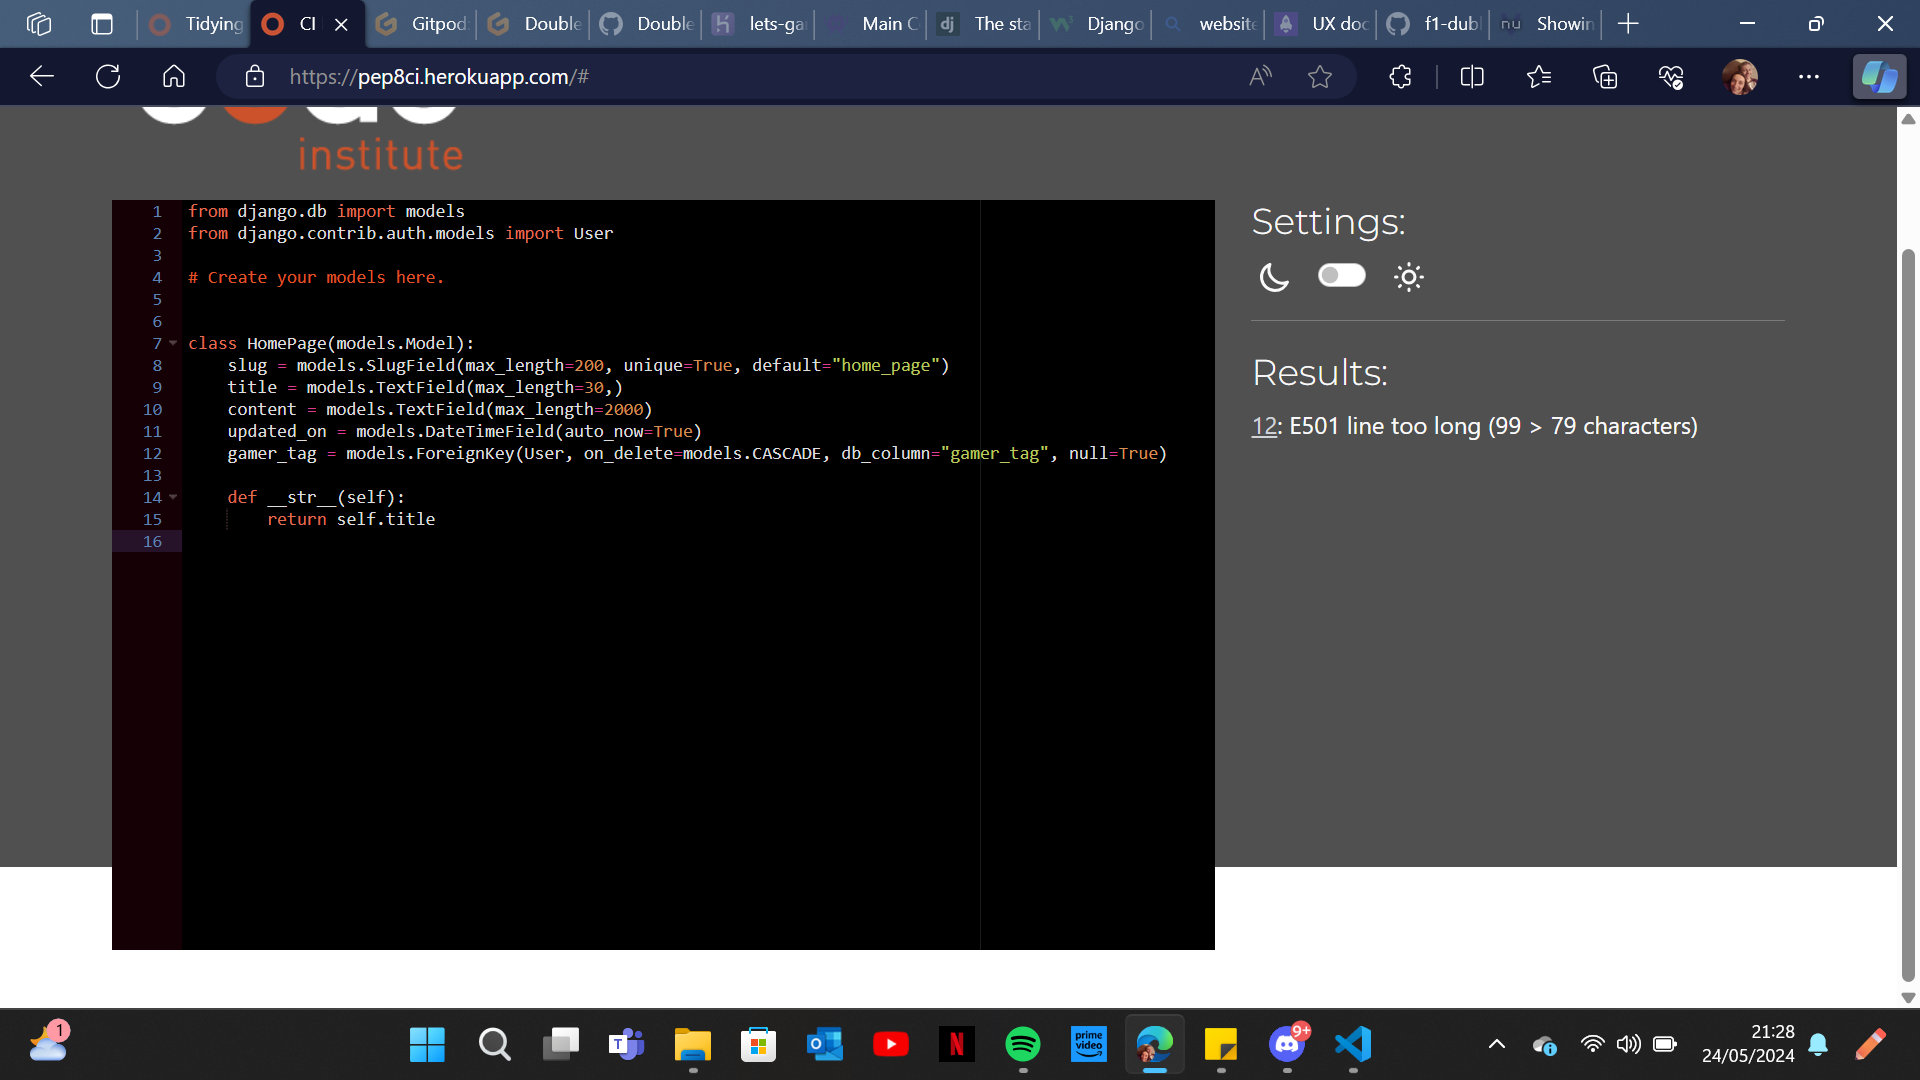 Tidying
CI
Gitpod
Double
Double
lets-ga
Main C
dj
The sta
Django
website
UX doc
f1-dubl
nu
Showin
https://pep8ci.herokuapp.com/#
institute
1 from django.db import models
2 from django.contrib.auth.models import User
3
4 # Create your models here.
5
6
7 class HomePage(models.Model):
8 slug = models.SlugField(max_length=200, unique=True, default="home_page")
9 title = models.TextField(max_length=30,)
10 content = models.TextField(max_length=2000)
11 updated_on = models.DateTimeField(auto_now=True)
12 gamer_tag = models.ForeignKey(User, on_delete=models.CASCADE, db_column="gamer_tag", null=True)
13
14 def __str__(self):
15 return self.title
16
Settings:
Results:
12: E501 line too long (99 > 79 characters)
1
T
O
N
prime
video
9+
21:28
24/05/2024